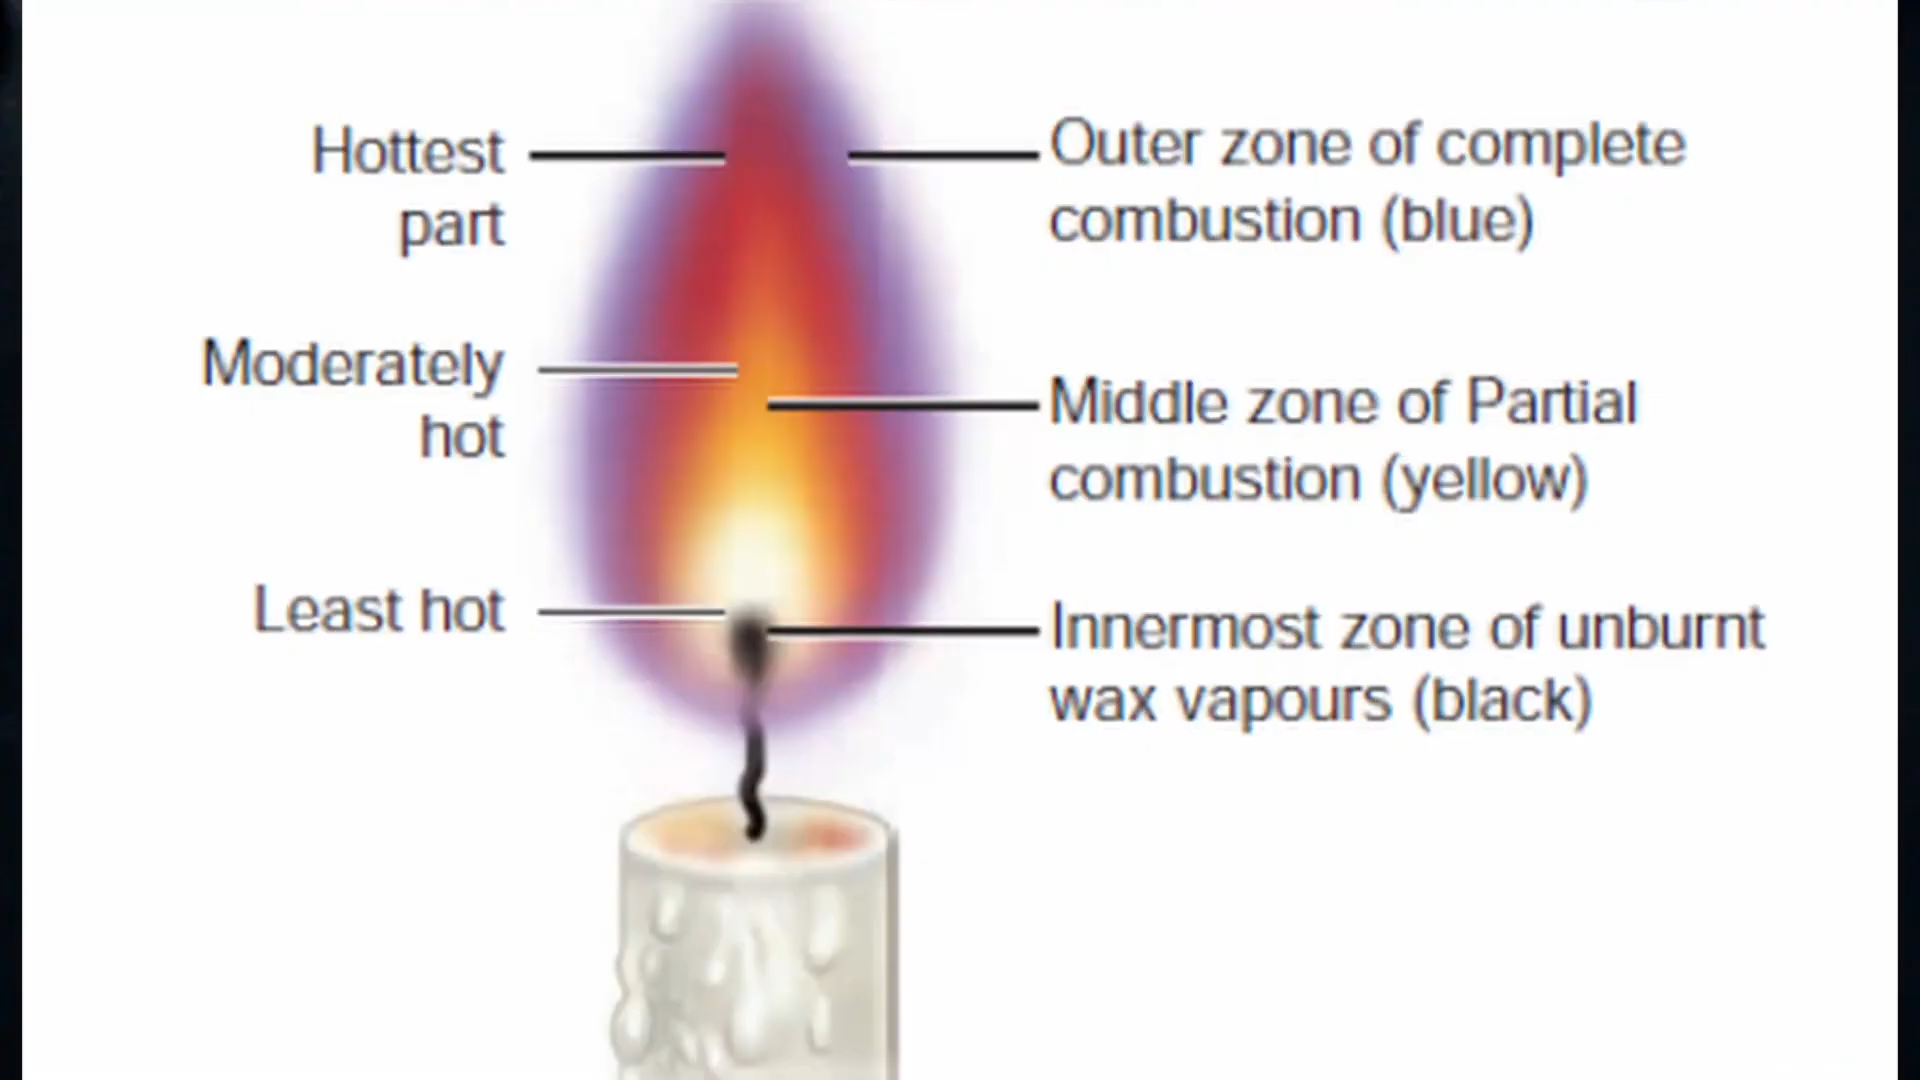 Hottest
part
Outer zone of complete
combustion (blue)
Moderately
hot
Middle zone of Partial
combustion (yellow)
Least hot
Innermost zone of unburnt
wax vapours (black)